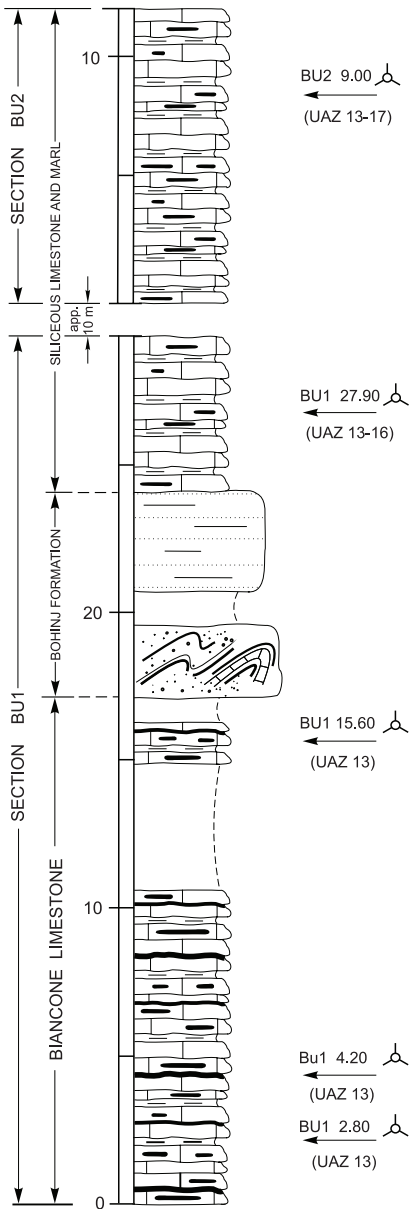 SECTION BU2
SILICEOUS LIMESTONE AND MARL
10
BU2 9.00
(UAZ 13-17)
app.
10 m
SECTION BU1
BU1 27.90
(UAZ 13-16)
BOHINJ FORMATION
20
BIANCONE LIMESTONE
BU1 15.60
(UAZ 13)
10
Bu1 4.20
(UAZ 13)
BU1 2.80
(UAZ 13)
0